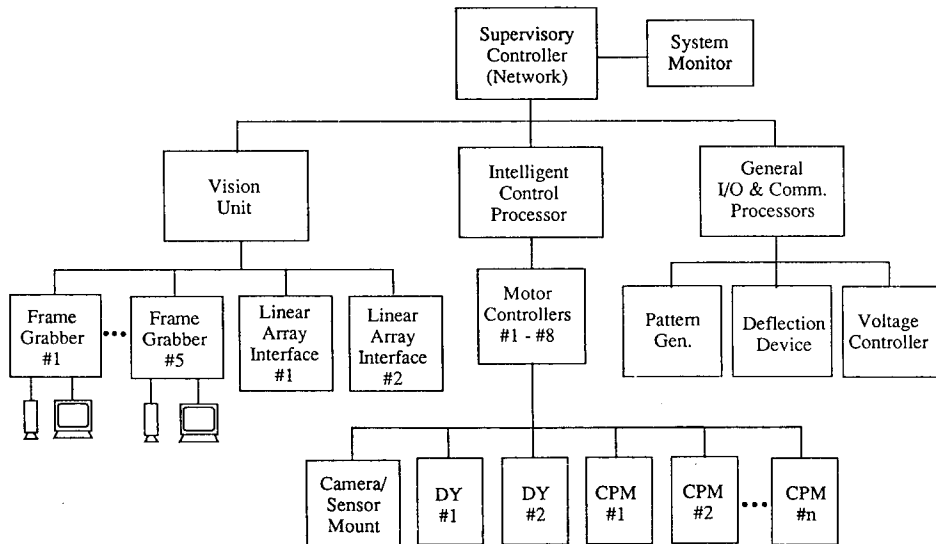 Supervisory
Controller
(Network)
System
Monitor
Vision
Unit
Intelligent
Control
Processor
General
I/O & Comm.
Processors
Frame
Grabber
#1
Frame
Grabber
#5
Linear
Array
Interface
#1
Linear
Array
Interface
#2
Motor
Controllers
#1 - #8
Pattern
Gen.
Deflection
Device
Voltage
Controller
Camera/
Sensor
Mount
DY
#1
DY
#2
CPM
#1
CPM
#2
CPM
#n